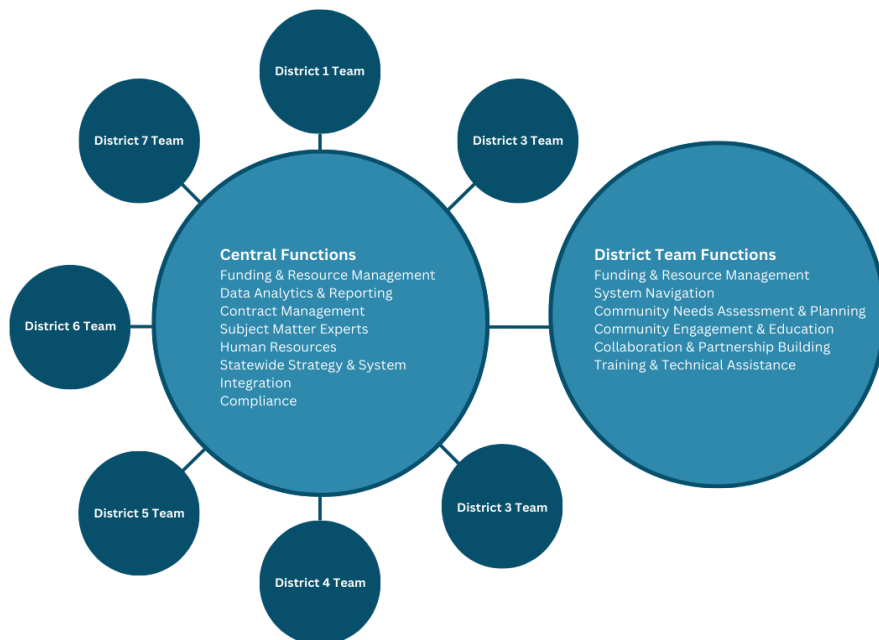 District 1 Team
District 7 Team
District 3 Team
Central Functions
Funding & Resource Management
Data Analytics & Reporting
Contract Management
Subject Matter Experts
Human Resources
Statewide Strategy & System
Integration
Compliance
District Team Functions
Funding & Resource Management
System Navigation
Community Needs Assessment & Planning
Community Engagement & Education
Collaboration & Partnership Building
Training & Technical Assistance
District 6 Team
District 5 Team
District 3 Team
District 4 Team